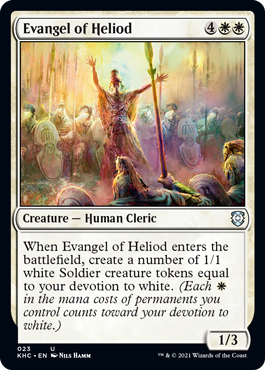 Evangel of Heliod 4
Creature — Human Cleric
When Evangel of Heliod enters the
battlefield, create a number of 1/1
white Soldier creature tokens equal
to your devotion to white. (Each
in the mana costs of permanents you
control counts toward your devotion to
white.)
1/3
023 U
KHC • EN Nils Hamm
™ & © 2021 Wizards of the Coast